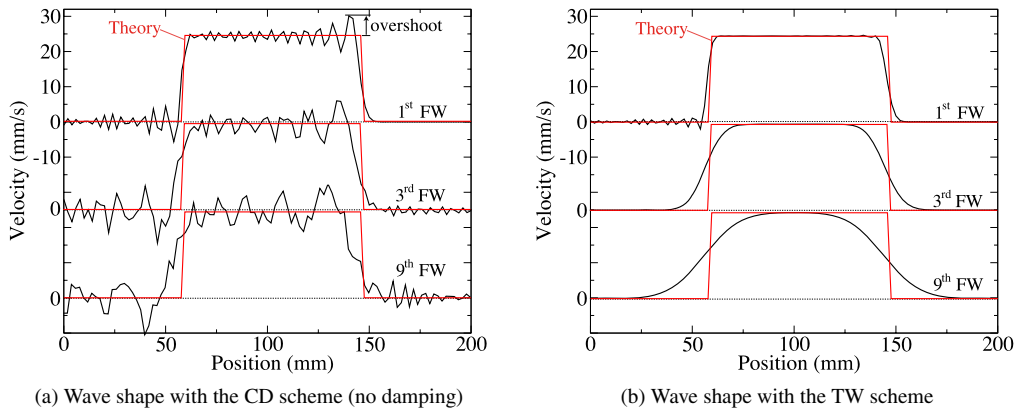 30
20
10
0
-10
0
0
Velocity (mm/s)
Theory
overshoot
1st FW
3rd FW
9th FW
0 50 100 150 200
Position (mm)
(a) Wave shape with the CD scheme (no damping)
30
20
10
0
-10
0
0
Velocity (mm/s)
Theory
1st FW
3rd FW
9th FW
0 50 100 150 200
Position (mm)
(b) Wave shape with the TW scheme